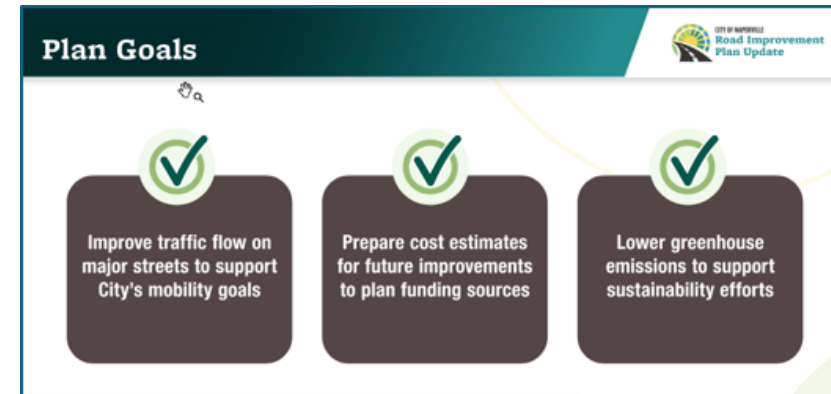 Plan Goals
CITY OF NAPERVILLE
Road Improvement
Plan Update
Improve traffic flow on
major streets to support
City's mobility goals
Prepare cost estimates
for future improvements
to plan funding sources
Lower greenhouse
emissions to support
sustainability efforts